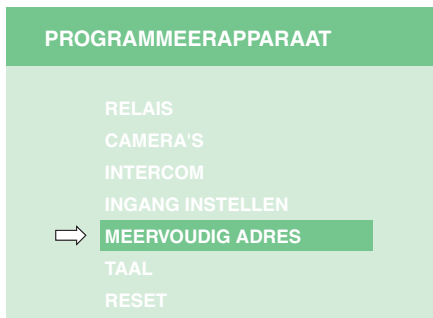 PROGRAMMEERAPPARAAT
RELAIS
CAMERA'S
INTERCOM
INGANG INSTELLEN
MEERVOUDIG ADRES
TAAL
RESET